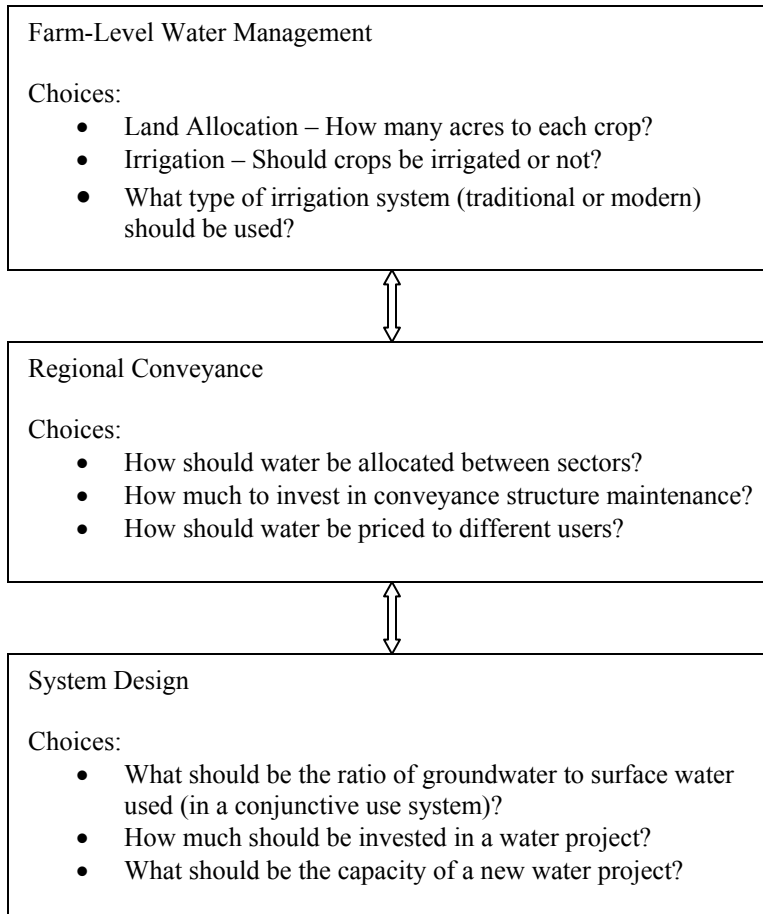 Farm-Level Water Management
Choices:
• Land Allocation – How many acres to each crop?
• Irrigation – Should crops be irrigated or not?
• What type of irrigation system (traditional or modern)
should be used?
Regional Conveyance
Choices:
• How should water be allocated between sectors?
• How much to invest in conveyance structure maintenance?
• How should water be priced to different users?
System Design
Choices:
• What should be the ratio of groundwater to surface water
used (in a conjunctive use system)?
• How much should be invested in a water project?
• What should be the capacity of a new water project?